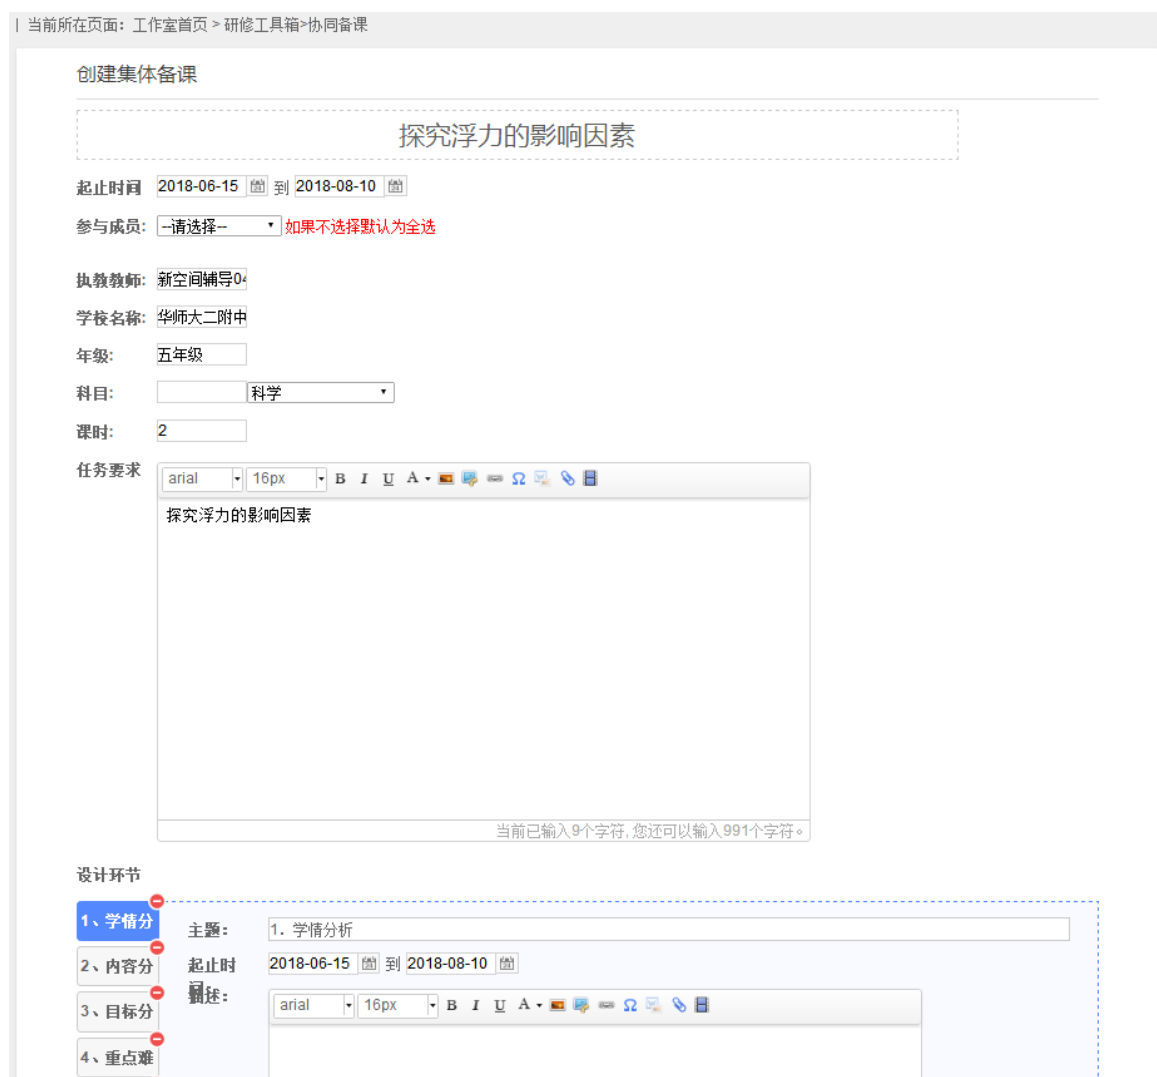 | 当前所在页面：工作室首页 > 研修工具箱>协同备课
创建集体备课
探究浮力的影响因素
起止时间 2018-06-15 到 2018-08-10
参与成员: --请选择-- 如果不选择默认为全选
执教教师: 新空间辅导04
学校名称: 华师大二附中
年级: 五年级
科目: 科学
课时: 2
任务要求 arial 16px B I U A Ω
探究浮力的影响因素
当前已输入9个字符, 您还可以输入991个字符。
设计环节
1、学情分
主题: 1. 学情分析
2、内容分
起止时间: 2018-06-15 到 2018-08-10
描述:
arial 16px B I U A Ω
3、目标分
4、重点难